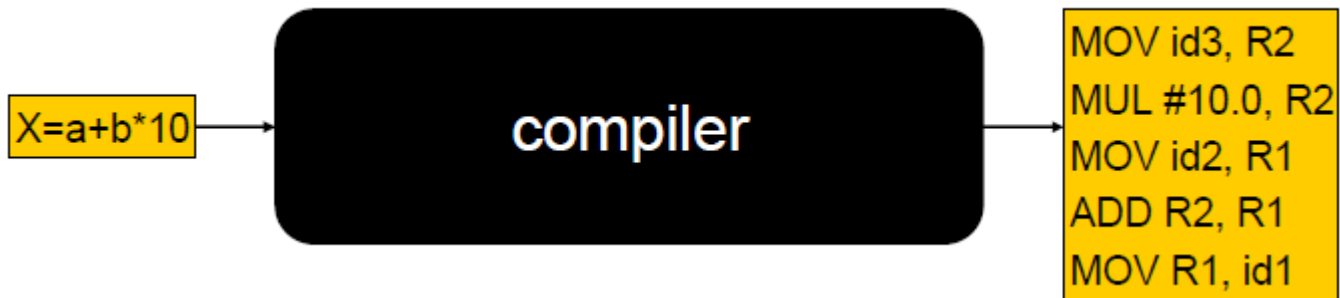 X=a+b*10
compiler
MOV id3, R2
MUL #10.0, R2
MOV id2, R1
ADD R2, R1
MOV R1, id1